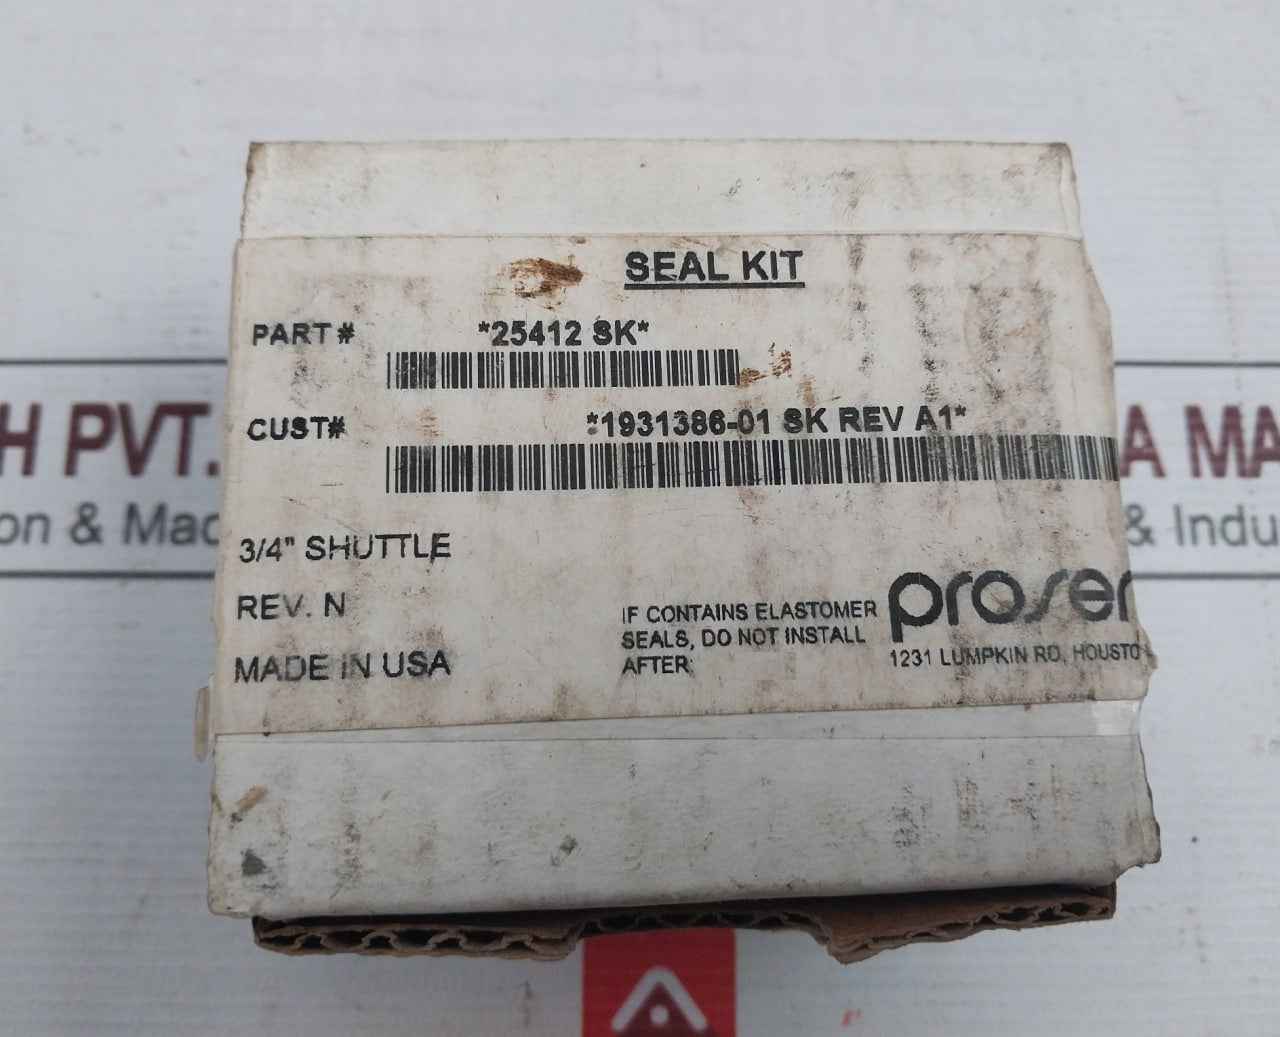 SEAL KIT
PART # *25412 SK*
CUST# *1931386-01 SK REV A1*
3/4" SHUTTLE
REV. N
MADE IN USA
IF CONTAINS ELASTOMER
SEALS, DO NOT INSTALL
AFTER:
proser
1231 LUMPKIN RD, HOUSTO
H PVT.
on & Mac
A MA
& Indu